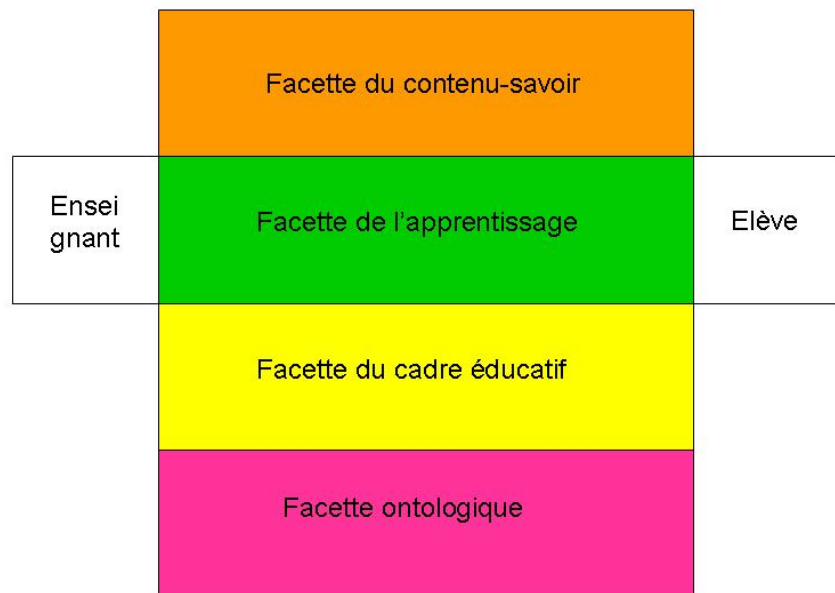 Facette du contenu-savoir
Ensei
gnant
Facette de l'apprentissage
Elève
Facette du cadre éducatif
Facette ontologique